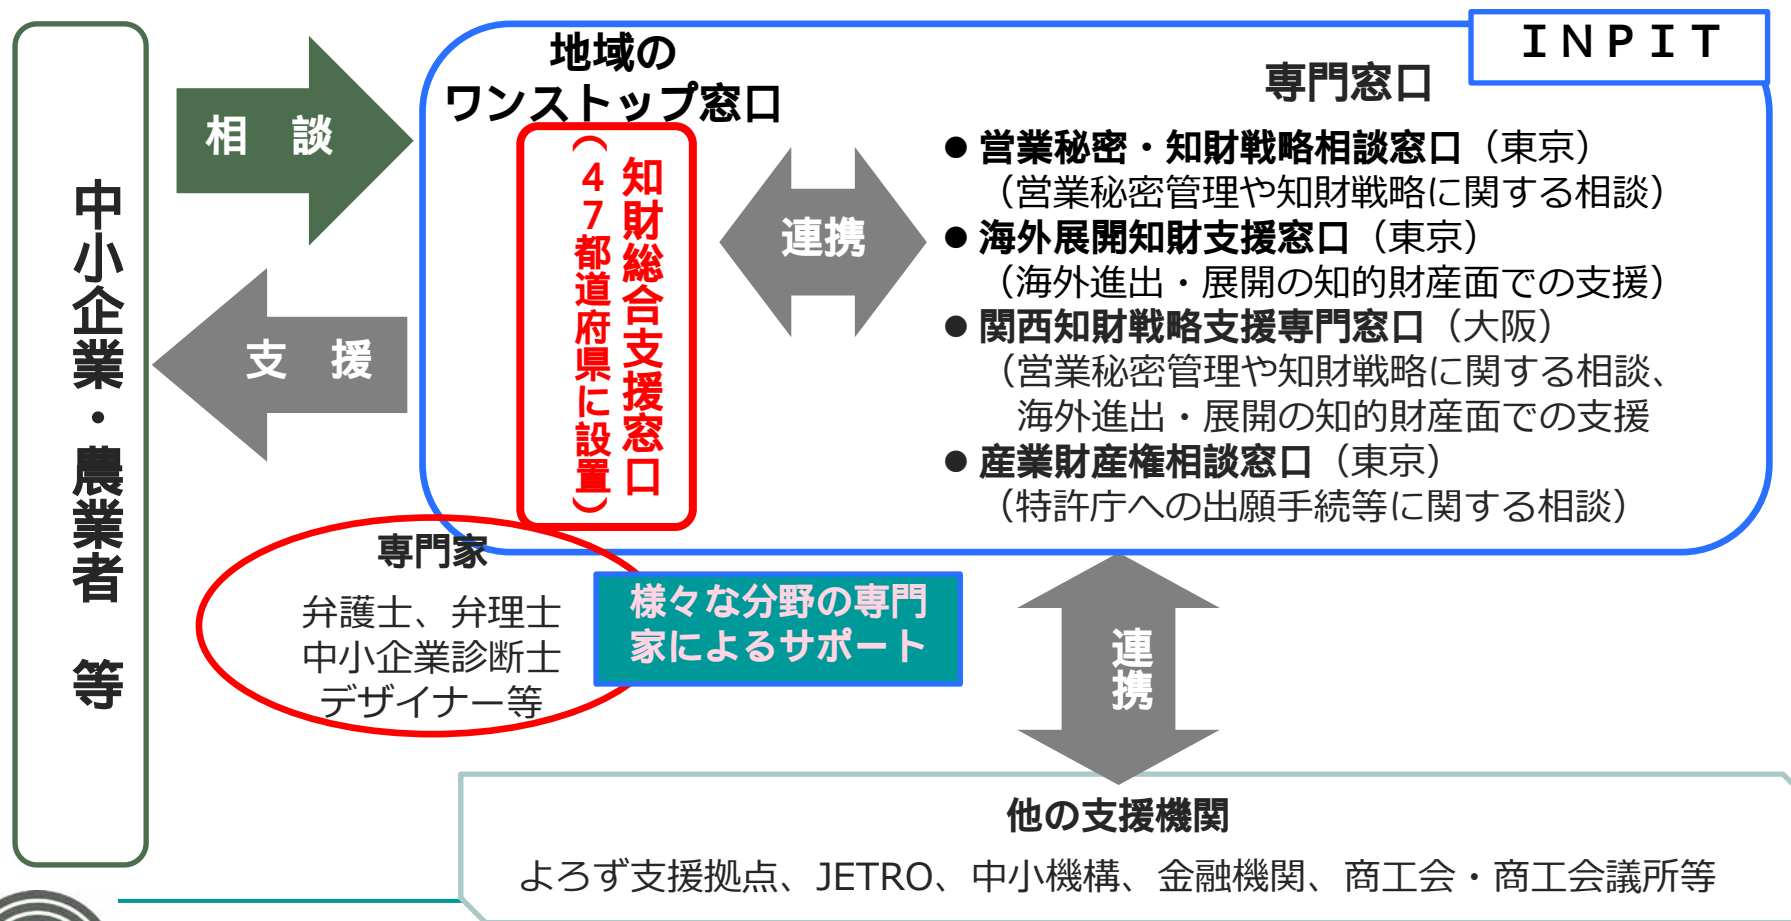 中小企業・農業者　等
相　談
支　援
地域の
ワンストップ窓口
知財総合支援窓口
（４７都道府県に設置）
連携
ＩＮＰＩＴ
専門窓口
●営業秘密・知財戦略相談窓口（東京）
（営業秘密管理や知財戦略に関する相談）
●海外展開知財支援窓口（東京）
（海外進出・展開の知的財産面での支援）
●関西知財戦略支援専門窓口（大阪）
（営業秘密管理や知財戦略に関する相談、
海外進出・展開の知的財産面での支援
●産業財産権相談窓口（東京）
（特許庁への出願手続等に関する相談）
専門家
弁護士、弁理士
中小企業診断士
デザイナー等
様々な分野の専門
家によるサポート
連携
他の支援機関
よろず支援拠点、JETRO、中小機構、金融機関、商工会・商工会議所等